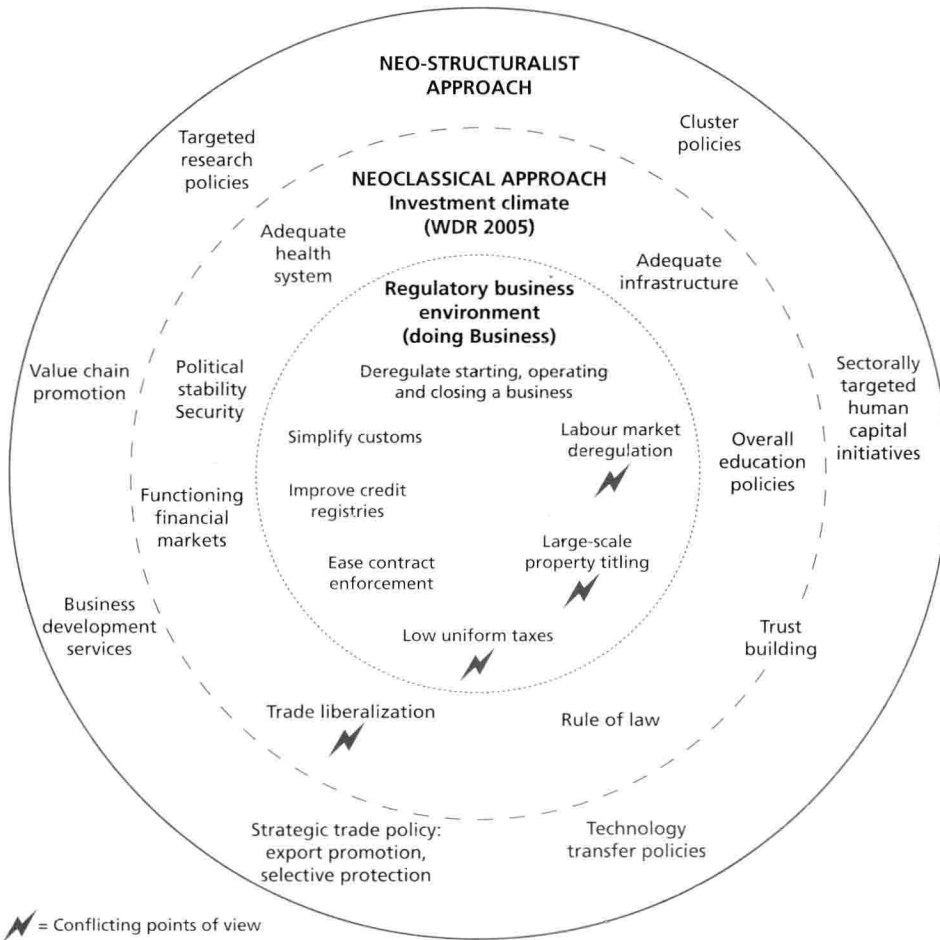 NEO-STRUCTURALIST
APPROACH
Cluster
policies
Targeted
research
policies
NEOCLASSICAL APPROACH
Investment climate
(WDR 2005)
Adequate
health
system
Adequate
infrastructure
Regulatory business
environment
(doing Business)
Value chain
promotion
Political
stability
Security
Deregulate starting, operating
and closing a business
Sectorally
targeted
human
capital
initiatives
Simplify customs
Labour market
deregulation
Overall
education
policies
Functioning
financial
markets
Improve credit
registries
Ease contract
enforcement
Large-scale
property titling
Business
development
services
Low uniform taxes
Trust
building
Trade liberalization
Rule of law
Strategic trade policy:
export promotion,
selective protection
Technology
transfer policies
= Conflicting points of view